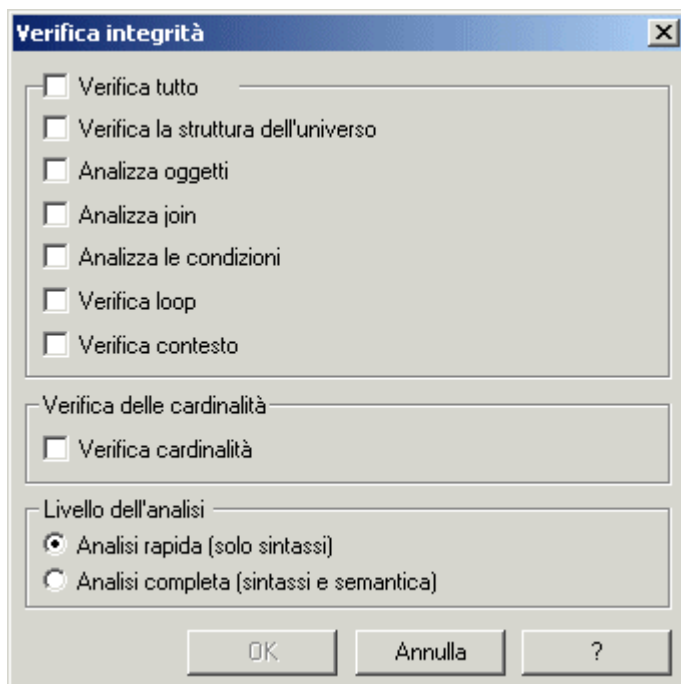 Verifica integrità
Verifica tutto
Verifica la struttura dell'universo
Analizza oggetti
Analizza join
Analizza le condizioni
Verifica loop
Verifica contesto
Verifica delle cardinalità
Verifica cardinalità
Livello dell'analisi
Analisi rapida (solo sintassi)
Analisi completa (sintassi e semantica)
OK Annulla ?